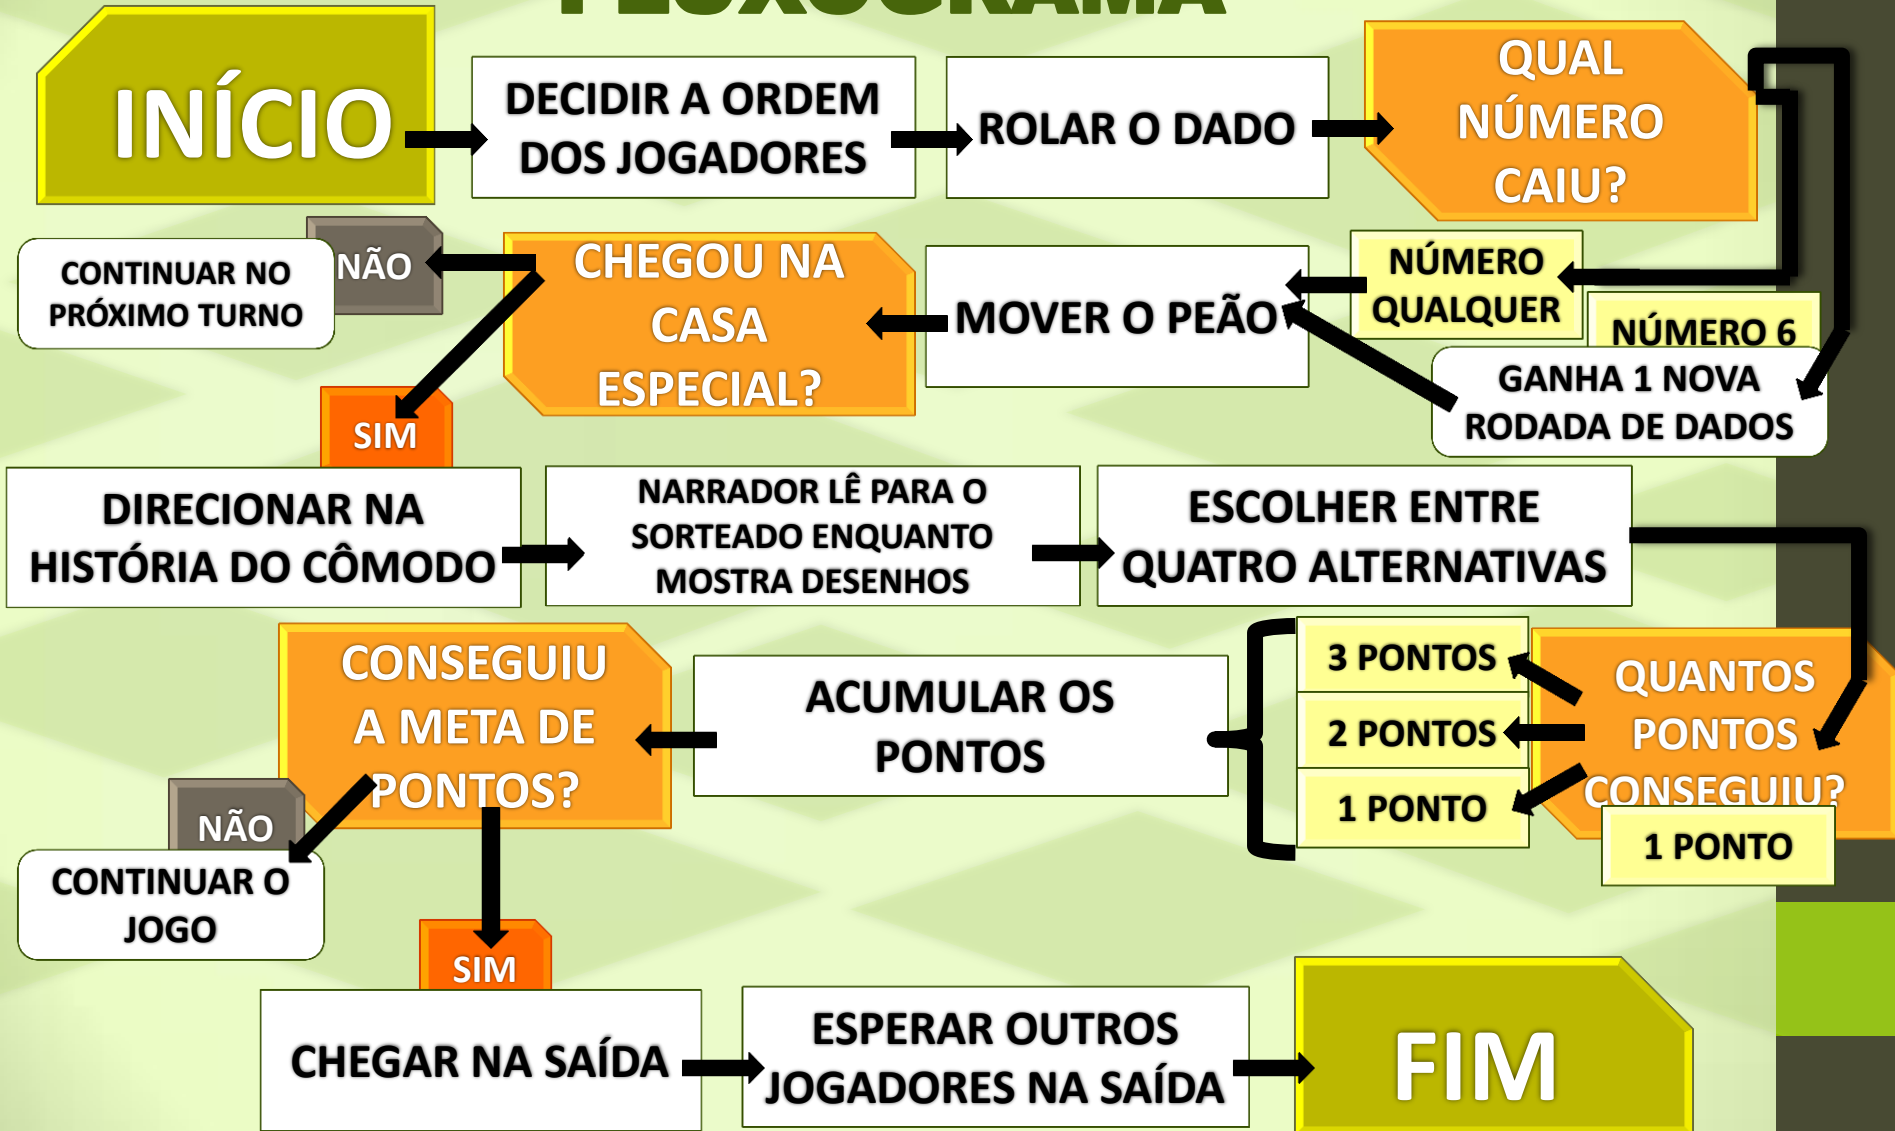 FLUXOGRAMA
INÍCIO
DECIDIR A ORDEM
DOS JOGADORES
ROLAR O DADO
QUAL
NÚMERO
CAIU?
NÚMERO
QUALQUER
NÚMERO 6
GANHA 1 NOVA
RODADA DE DADOS
MOVER O PEÃO
CHEGOU NA
CASA
ESPECIAL?
NÃO
CONTINUAR NO
PRÓXIMO TURNO
SIM
DIRECIONAR NA
HISTÓRIA DO CÔMODO
NARRADOR LÊ PARA O
SORTEADO ENQUANTO
MOSTRA DESENHOS
ESCOLHER ENTRE
QUATRO ALTERNATIVAS
QUANTOS
PONTOS
CONSEGUIU?
1 PONTO
3 PONTOS
2 PONTOS
1 PONTO
ACUMULAR OS
PONTOS
CONSEGUIU
A META DE
PONTOS?
NÃO
CONTINUAR O
JOGO
SIM
CHEGAR NA SAÍDA
ESPERAR OUTROS
JOGADORES NA SAÍDA
FIM